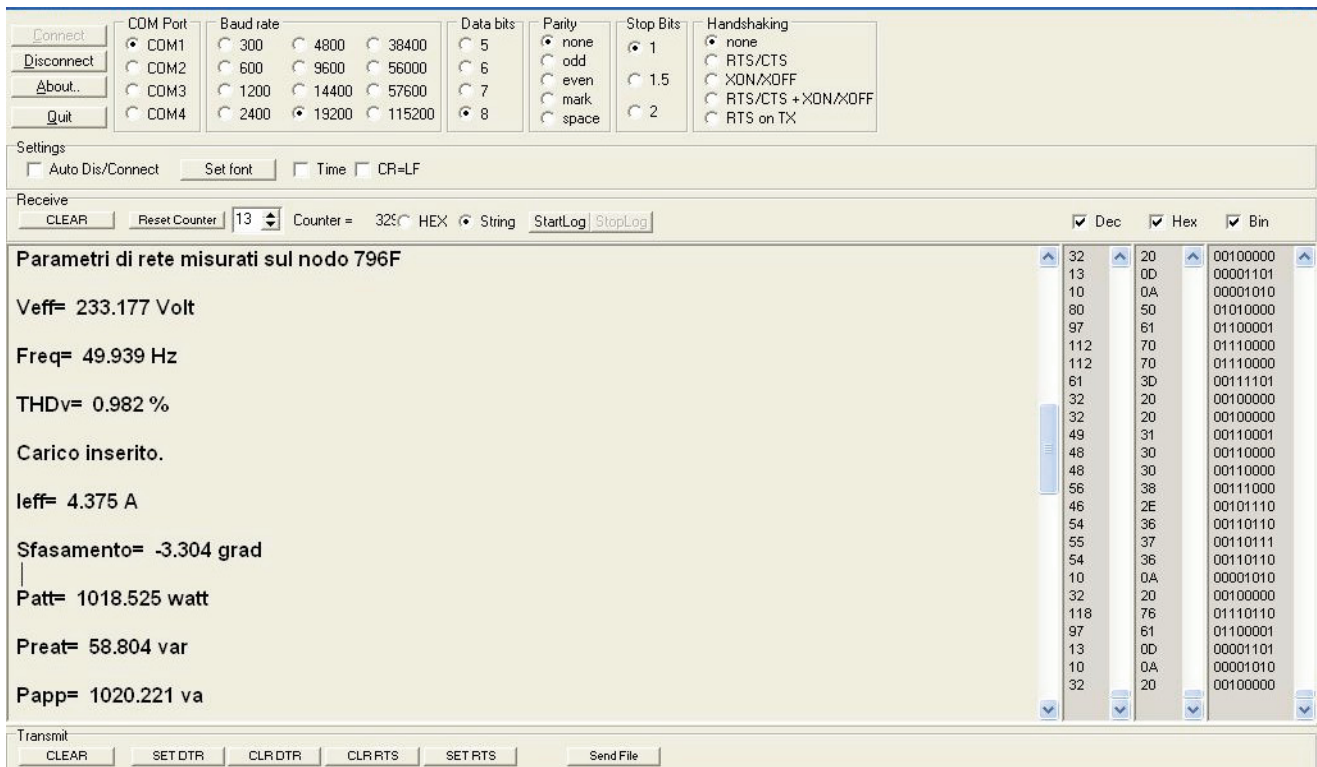 COM Port Baud rate Data bits Parity Stop Bits Handshaking
Connect COM1 300 4800 38400 5 none 1 none
Disconnect COM2 600 9600 56000 6 odd RTS/CTS
About.. COM3 1200 14400 57600 7 even 1.5 XON/XOFF
mark RTS/CTS + XON/XOFF
Quit COM4 2400 19200 115200 8 space 2 RTS on TX
Settings
Auto Dis/Connect Set font Time CR=LF
Receive
CLEAR Reset Counter 13 Counter = HEX String StartLog StopLog Dec Hex Bin
Parametri di rete misurati sul nodo 796F
Veff= 233.177 Volt
Freq= 49.939 Hz
THDv= 0.982 %
Carico inserito.
Ieff= 4.375 A
Sfasamento= -3.304 grad
Patt= 1018.525 watt
Preat= 58.804 var
Papp= 1020.221 va
32 20 00100000
13 0D 00001101
10 0A 00001010
80 50 01010000
97 61 01100001
112 70 01110000
112 70 01110000
61 3D 00111101
32 20 00100000
32 20 00100000
49 31 00110001
48 30 00110000
48 30 00110000
56 38 00111000
46 2E 00101110
54 36 00110110
55 37 00110111
54 36 00110110
10 0A 00001010
32 20 00100000
118 76 01110110
97 61 01100001
13 0D 00001101
10 0A 00001010
32 20 00100000
Transmit
CLEAR SET DTR CLR DTR CLR RTS SET RTS Send File